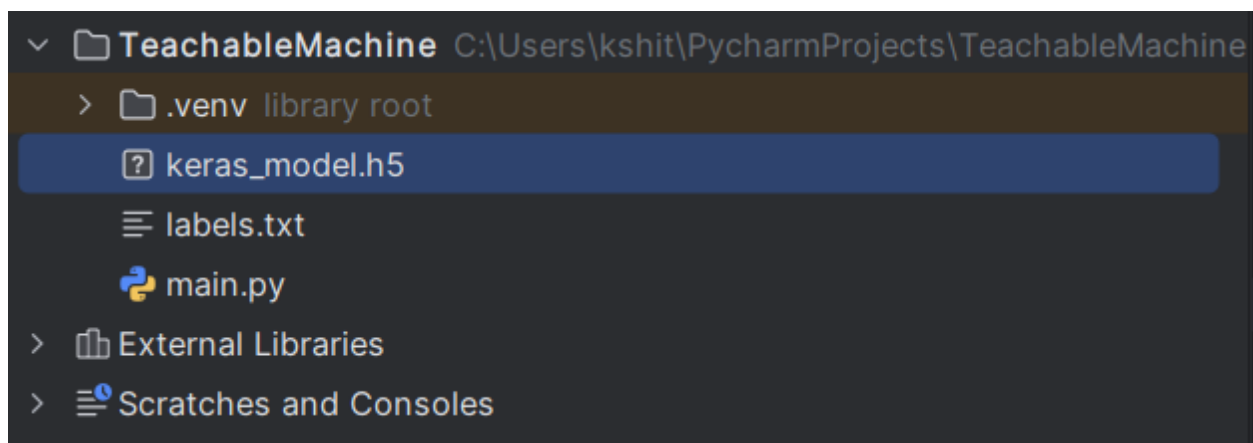 TeachableMachine C:\Users\kshit\PycharmProjects\TeachableMachine
.venv library root
keras_model.h5
labels.txt
main.py
External Libraries
Scratches and Consoles